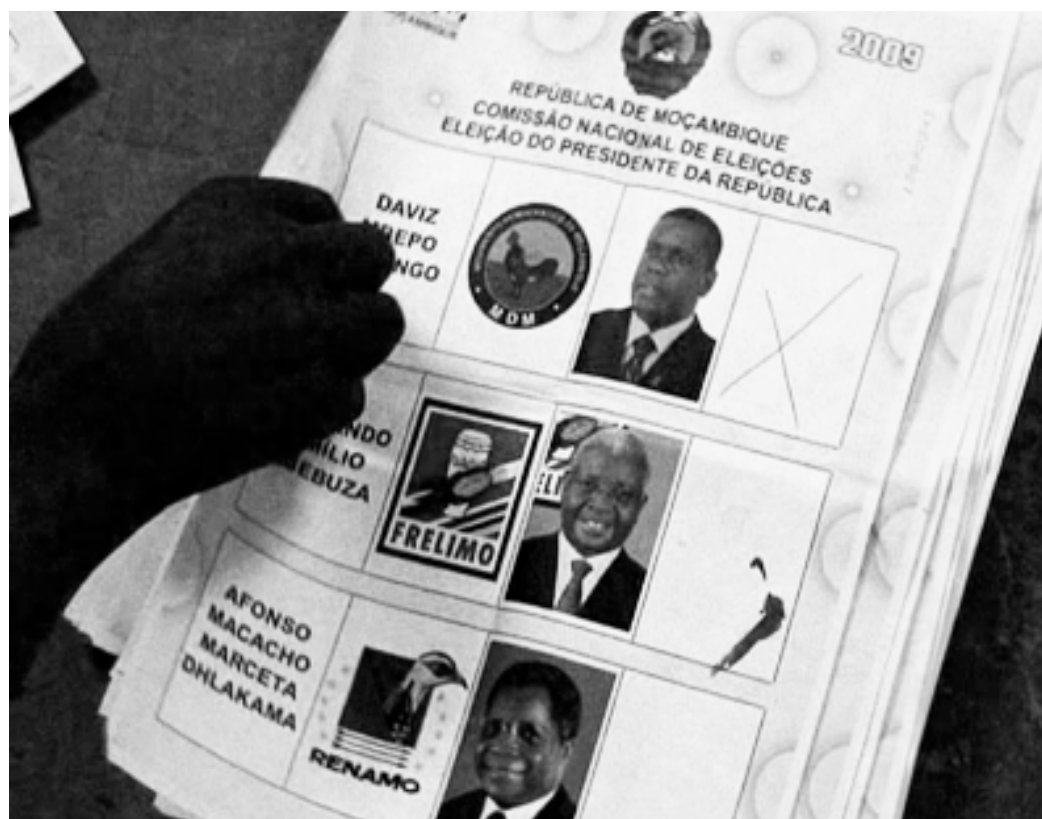 2009
REPÚBLICA DE MOÇAMBIQUE
COMISSÃO NACIONAL DE ELEIÇÕES
ELEIÇÃO DO PRESIDENTE DA REPÚBLICA
DAVIZ
MDM
FRELIMO
AFONSO
MACACHO
MARCETA
DHLAKAMA
RENAMO